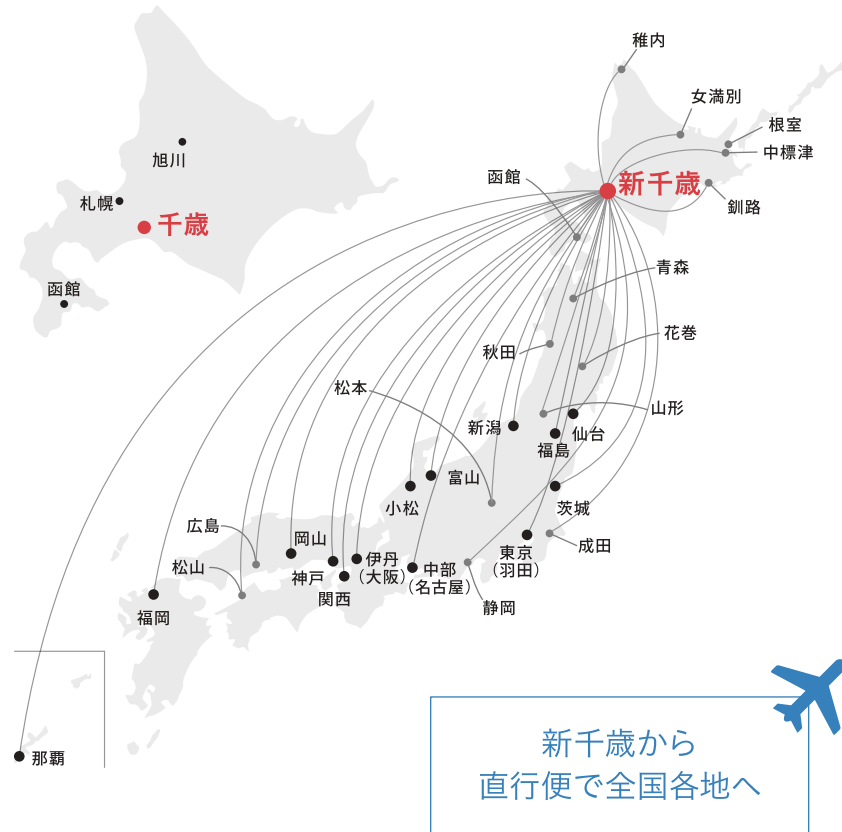 旭川
札幌
千歳
函館
稚内
女満別
根室
中標津
函館
新千歳
釧路
青森
花巻
秋田
松本
山形
新潟
仙台
福島
富山
小松
茨城
広島
岡山
東京
(羽田)
成田
伊丹
(大阪)
松山
神戸
中部
(名古屋)
関西
静岡
福岡
那覇
新千歳から
直行便で全国各地へ